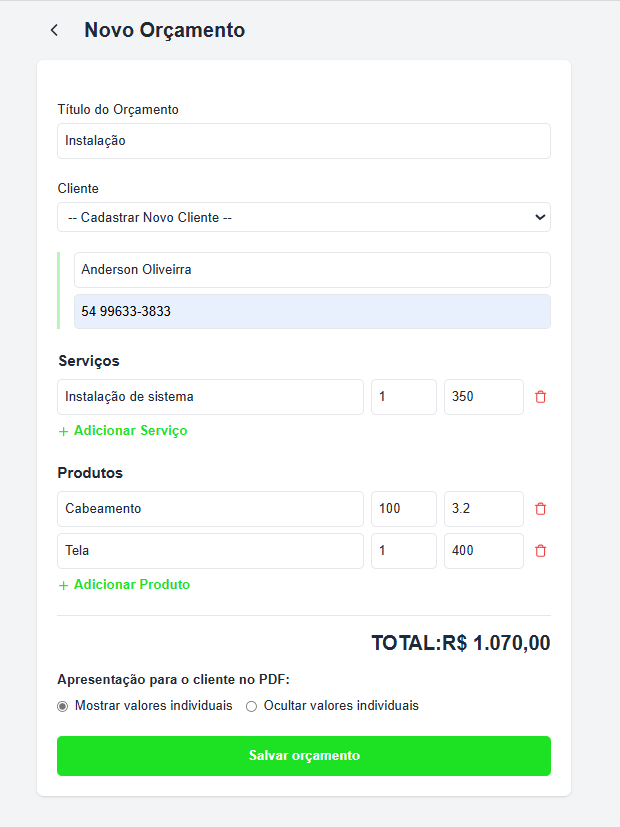 Novo Orçamento
Título do Orçamento
Instalação
Cliente
-- Cadastrar Novo Cliente --
Anderson Oliveirra
54 99633-3833
Serviços
Instalação de sistema 1 350
+ Adicionar Serviço
Produtos
Cabeamento 100 3.2
Tela 1 400
+ Adicionar Produto
TOTAL:R$ 1.070,00
Apresentação para o cliente no PDF:
Mostrar valores individuais Ocultar valores individuais
Salvar orçamento